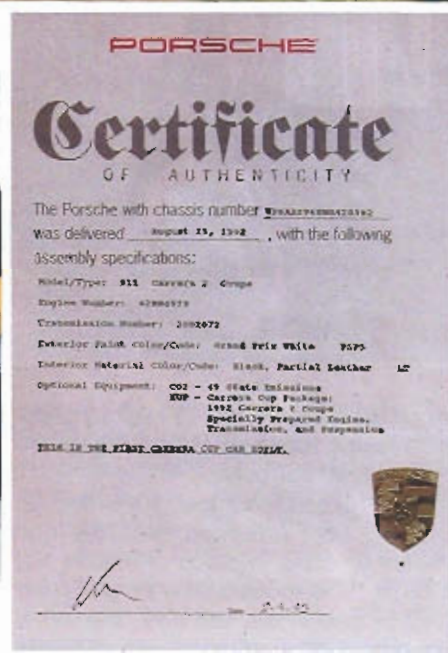 PORSCHE
Certificate
OF AUTHENTICITY
The Porsche with chassis number
was delivered August , 1992 , with the following
assembly specifications:
Model/Type: 911 Carrera 2 Coupe
Engine Number:
Transmission Number:
Exterior Paint Color/Code: Grand Prix White P5P5
Interior Material Color/Code: Black, Partial Leather
Optional Equipment: C02 - 49 State Emissions
- Carrera Cup Package:
1992 Carrera 2 Coupe
Specially Prepared Engine,
Transmission, and Suspension
THIS IS THE FIRST CARRERA CUP CAR BUILT.